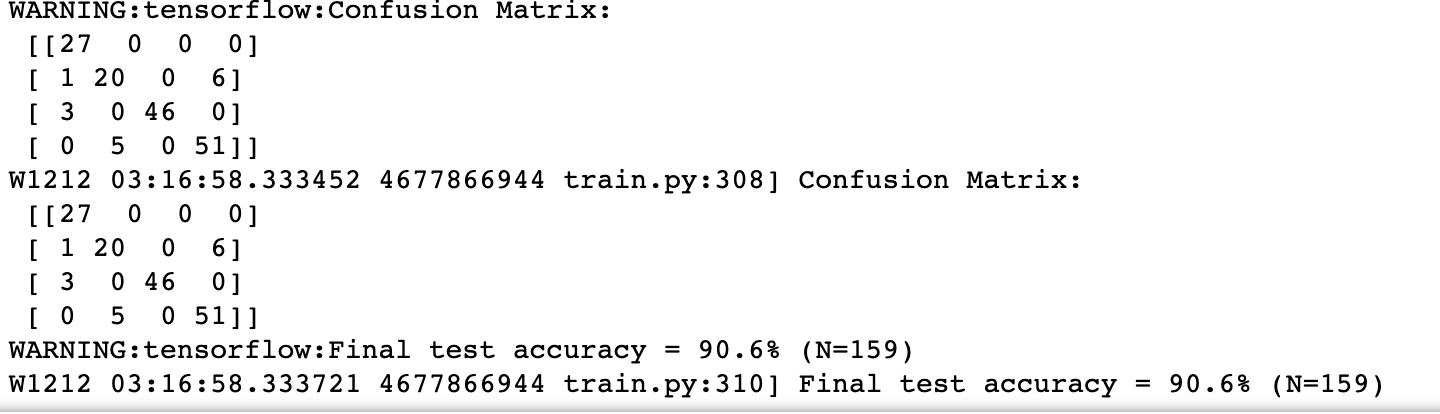 WARNING:tensorflow:Confusion Matrix:
[[27 0 0 0]
[ 1 20 0 6]
[ 3 0 46 0]
[ 0 5 0 51]]
W1212 03:16:58.333452 4677866944 train.py:308] Confusion Matrix:
[[27 0 0 0]
[ 1 20 0 6]
[ 3 0 46 0]
[ 0 5 0 51]]
WARNING:tensorflow:Final test accuracy = 90.6% (N=159)
W1212 03:16:58.333721 4677866944 train.py:310] Final test accuracy = 90.6% (N=159)